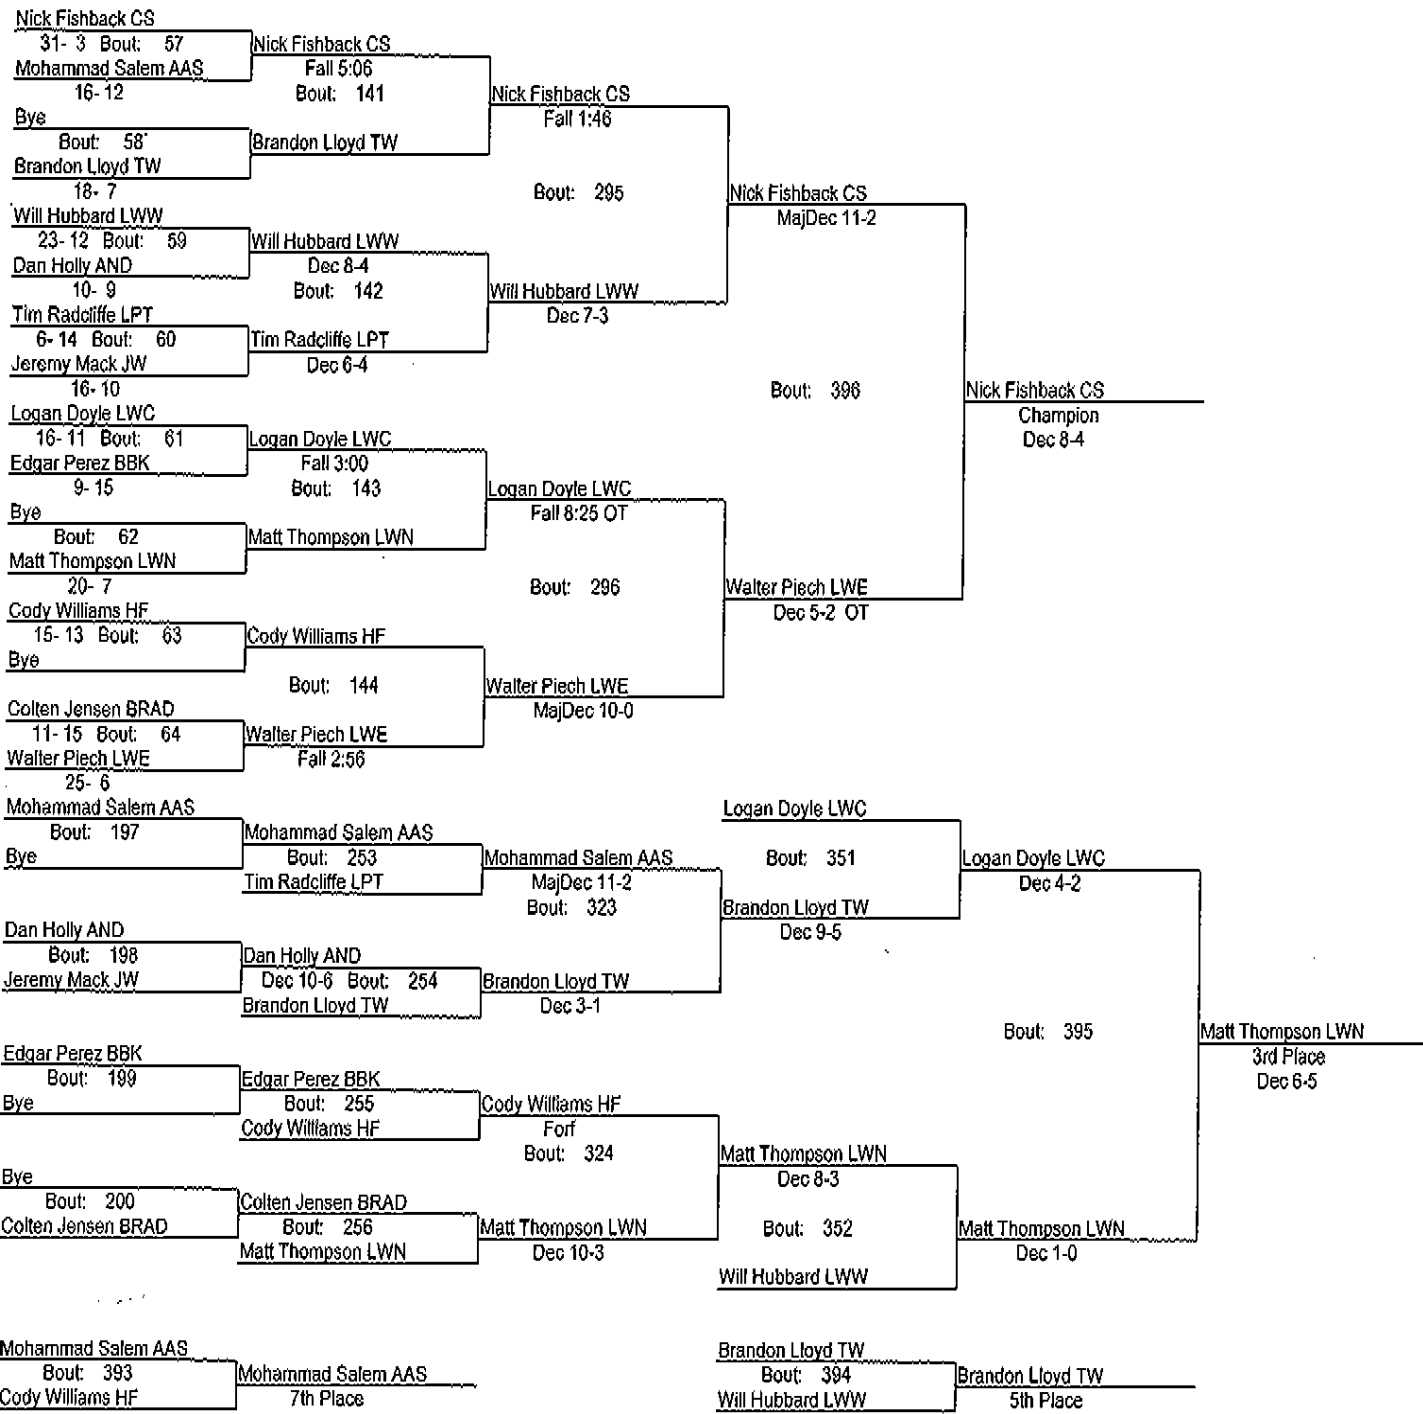 Nick Fishback CS
31- 3 Bout: 57
Mohammad Salem AAS
16- 12
Bye
Bout: 58
Brandon Lloyd TW
18- 7
Will Hubbard LWW
23- 12 Bout: 59
Dan Holly AND
10- 9
Tim Radcliffe LPT
6- 14 Bout: 60
Jeremy Mack JW
16- 10
Logan Doyle LWC
16- 11 Bout: 61
Edgar Perez BBK
9- 15
Bye
Bout: 62
Matt Thompson LWN
20- 7
Cody Williams HF
15- 13 Bout: 63
Bye
Colten Jensen BRAD
11- 15 Bout: 64
Walter Piech LWE
25- 6
Nick Fishback CS
Fall 5:06
Bout: 141
Brandon Lloyd TW
Will Hubbard LWW
Dec 8-4
Bout: 142
Tim Radcliffe LPT
Dec 6-4
Logan Doyle LWC
Fall 3:00
Bout: 143
Matt Thompson LWN
Cody Williams HF
Bout: 144
Walter Piech LWE
Fall 2:56
Nick Fishback CS
Fall 1:46
Bout: 295
Will Hubbard LWW
Dec 7-3
Logan Doyle LWC
Fall 8:25 OT
Bout: 296
Walter Piech LWE
MajDec 10-0
Nick Fishback CS
MajDec 11-2
Bout: 396
Walter Piech LWE
Dec 5-2 OT
Nick Fishback CS
Champion
Dec 8-4
Mohammad Salem AAS
Bout: 197
Bye
Dan Holly AND
Bout: 198
Jeremy Mack JW
Edgar Perez BBK
Bout: 199
Bye
Bye
Bout: 200
Colten Jensen BRAD
Mohammad Salem AAS
Bout: 253
Tim Radcliffe LPT
Dan Holly AND
Dec 10-6 Bout: 254
Brandon Lloyd TW
Edgar Perez BBK
Bout: 255
Cody Williams HF
Colten Jensen BRAD
Bout: 256
Matt Thompson LWN
Mohammad Salem AAS
MajDec 11-2
Bout: 323
Brandon Lloyd TW
Dec 3-1
Cody Williams HF
Forf
Bout: 324
Matt Thompson LWN
Dec 10-3
Logan Doyle LWC
Bout: 351
Brandon Lloyd TW
Dec 9-5
Matt Thompson LWN
Dec 8-3
Bout: 352
Will Hubbard LWW
Logan Doyle LWC
Dec 4-2
Bout: 395
Matt Thompson LWN
Dec 1-0
Matt Thompson LWN
3rd Place
Dec 6-5
Mohammad Salem AAS
Bout: 393
Cody Williams HF
Mohammad Salem AAS
7th Place
Brandon Lloyd TW
Bout: 394
Will Hubbard LWW
Brandon Lloyd TW
5th Place